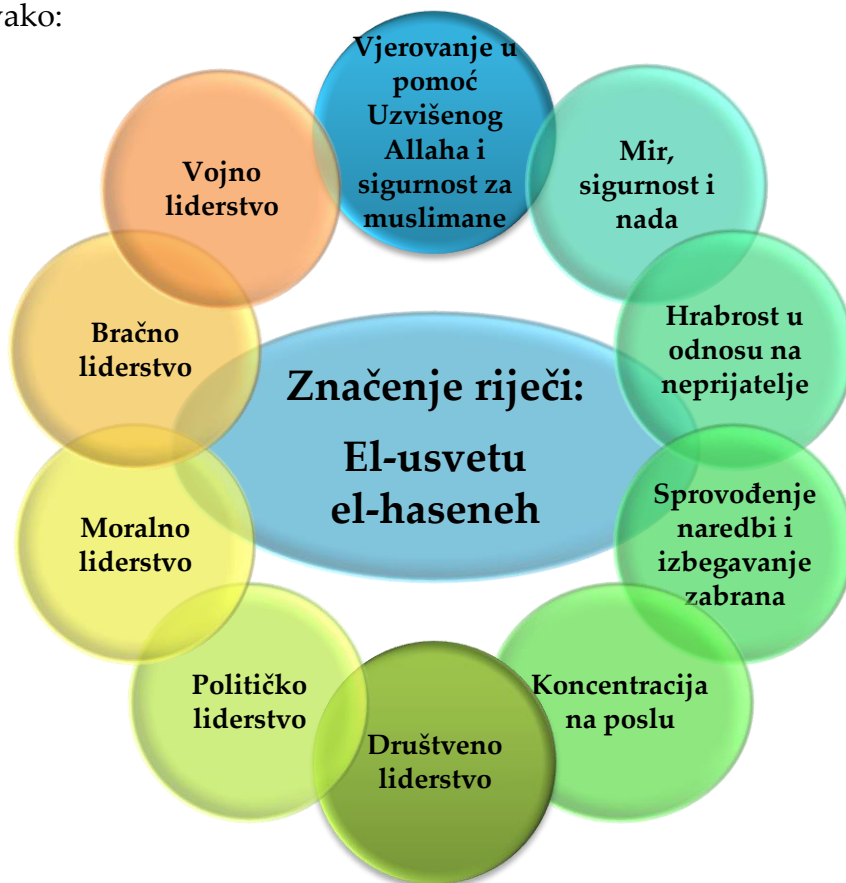 vako:
Vjerovanje u
pomoć
Uzvišenog
Allaha i
sigurnost za
muslimane
Mir,
sigurnost i
nada
Hrabrost u
odnosu na
neprijatelje
Sprovođenje
naredbi i
izbegavanje
zabrana
Koncentracija
na poslu
Društveno
liderstvo
Političko
liderstvo
Moralno
liderstvo
Bračno
liderstvo
Vojno
liderstvo
Značenje riječi:
El-usvetu
el-haseneh